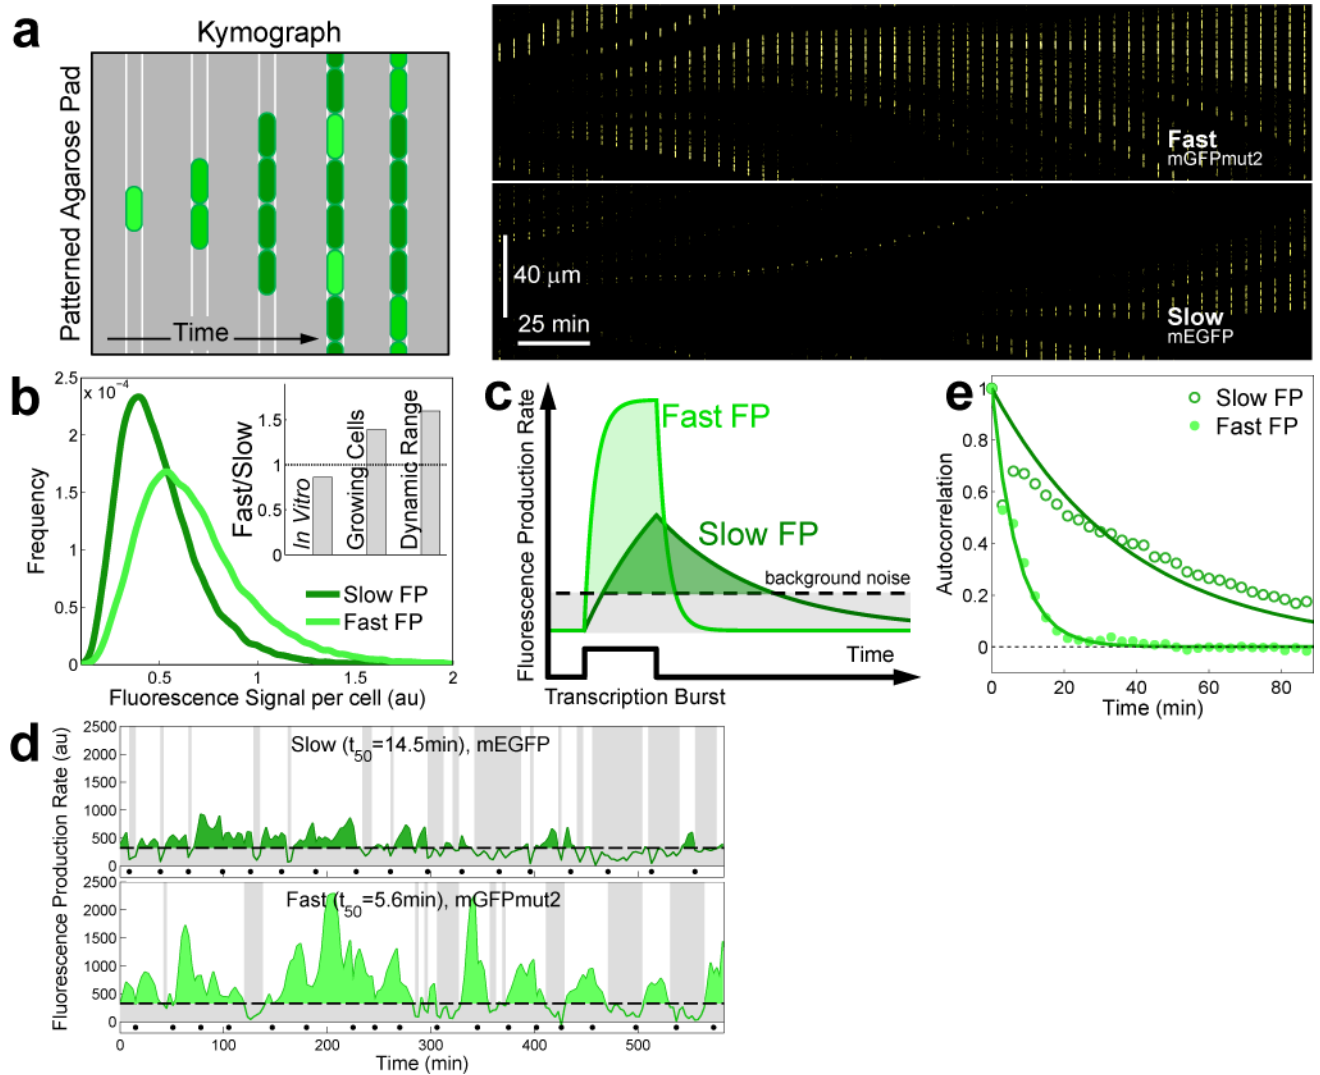 a
Kymograph
Patterned Agarose Pad
Time
Fast
mGFPmut2
40 μm
25 min
Slow
mEGFP
b
2.5
x 10⁻⁴
2
1.5
1
0.5
0
Frequency
0.5
1
1.5
2
Fluorescence Signal per cell (au)
Fast/Slow
1.5
1
0.5
0
In Vitro
Growing Cells
Dynamic Range
Slow FP
Fast FP
c
Fluorescence Production Rate
Fast FP
Slow FP
background noise
Time
Transcription Burst
e
Autocorrelation
1
0.8
0.6
0.4
0.2
0
Slow FP
Fast FP
0
20
40
60
80
Time (min)
d
Fluorescence Production Rate (au)
2500
2000
1500
1000
500
0
Slow (t50=14.5min), mEGFP
2500
2000
1500
1000
500
0
Fast (t50=5.6min), mGFPmut2
0
100
200
300
400
500
Time (min)